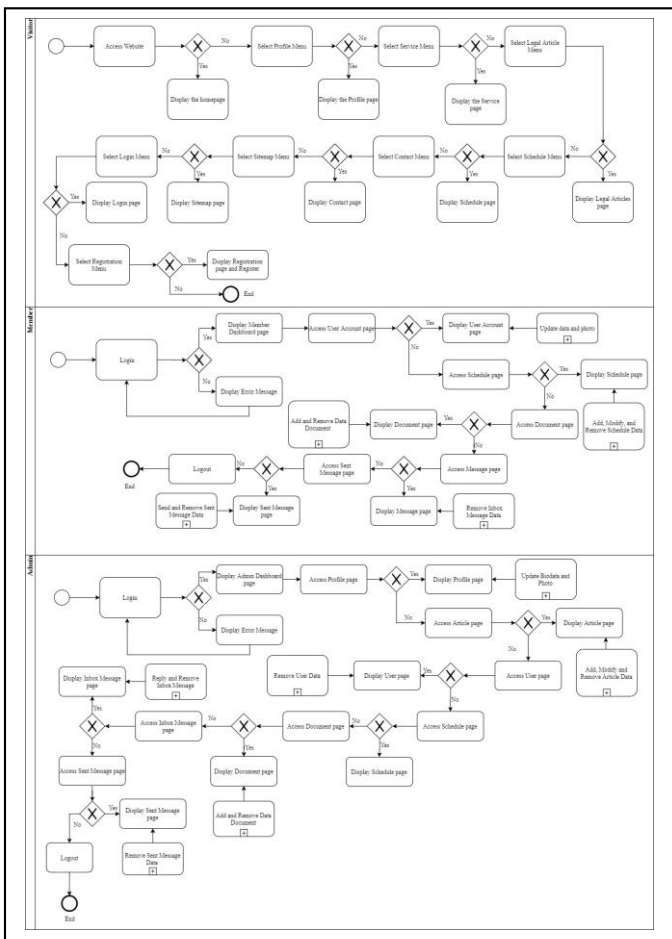 Visitor
Access Website
No
Yes
Display the homepage
Select Profile Menu
No
Yes
Display the Profile page
Select Service Menu
No
Yes
Display the Service
page
Select Legal Article
Menu
Yes
Display Legal Articles
page
No
Select Schedule Menu
No
Yes
Display Schedule page
Select Contact Menu
No
Yes
Display Contact page
Select Sitemap Menu
No
Yes
Display Sitemap page
Select Login Menu
Yes
Display Login page
No
Select Registration
Menu
Yes
Display Registration
page and Register
No
End
Member
Login
Yes
Display Member
Dashboard page
No
Display Error Message
Access User Account page
Yes
Display User Account
page
Update data and photo
No
Access Schedule page
Yes
Display Schedule page
Add, Modify, and
Remove Schedule Data
No
Access Document page
Yes
Display Document page
Add and Remove Data
Document
No
Access Message page
Yes
Display Message page
Remove Inbox
Message Data
No
Access Sent
Message page
Yes
Display Sent Message
page
Send and Remove Sent
Message Data
No
Logout
End
Admin
Login
Yes
Display Admin Dashboard
page
No
Display Error Message
Access Profile page
Yes
Display Profile page
Update Biodata and
Photo
No
Access Article page
Yes
Display Article page
Add, Modify and
Remove Article Data
No
Access User page
Yes
Display User page
Remove User Data
No
Access Schedule page
Yes
Display Schedule page
No
Access Document page
Yes
Display Document page
Add and Remove Data
Document
No
Access Inbox Message
page
Yes
Display Inbox Message
page
Reply and Remove
Inbox Message
No
Access Sent Message page
Yes
Display Sent Message
page
Remove Sent Message
Data
No
Logout
End